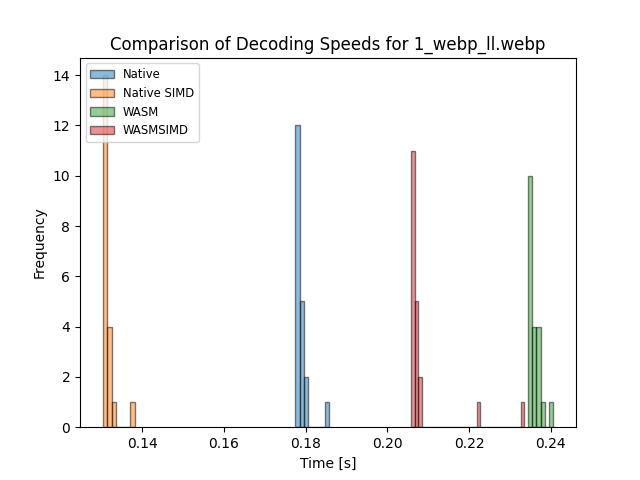 Comparison of Decoding Speeds for 1_webp_ll.webp
14
12
10
8
6
4
2
0
Frequency
Native
Native SIMD
WASM
WASMSIMD
0.14 0.16 0.18 0.20 0.22 0.24
Time [s]